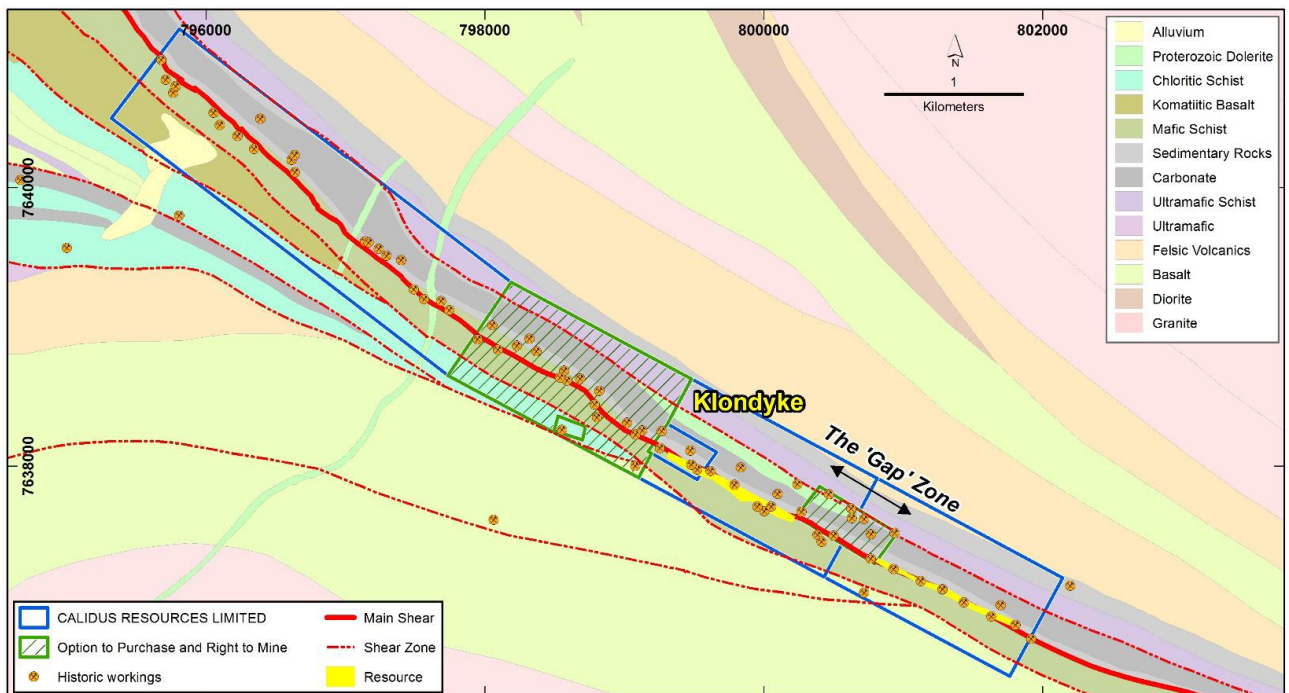 796000
798000
800000
802000
N
1
Kilometers
7640000
7638000
Alluvium
Proterozoic Dolerite
Chloritic Schist
Komatiitic Basalt
Mafic Schist
Sedimentary Rocks
Carbonate
Ultramafic Schist
Ultramafic
Felsic Volcanics
Basalt
Diorite
Granite
Klondyke
The 'Gap' Zone
CALIDUS RESOURCES LIMITED
Option to Purchase and Right to Mine
Historic workings
Main Shear
Shear Zone
Resource